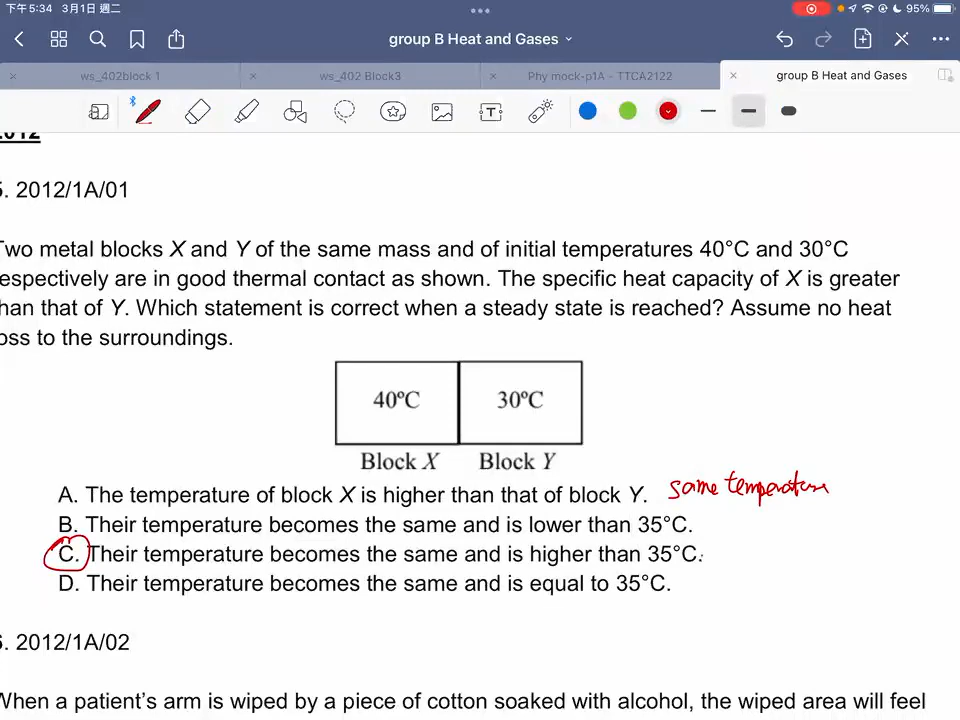 下午5:34 3月1日 週二
95%
group B Heat and Gases
ws_402block 1
ws_402 Block3
Phy mock-p1A - TTCA2122
group B Heat and Gases
2012
5. 2012/1A/01
Two metal blocks X and Y of the same mass and of initial temperatures 40°C and 30°C
respectively are in good thermal contact as shown. The specific heat capacity of X is greater
than that of Y. Which statement is correct when a steady state is reached? Assume no heat
loss to the surroundings.
40°C
30°C
Block X
Block Y
A. The temperature of block X is higher than that of block Y.
same temperature
B. Their temperature becomes the same and is lower than 35°C.
C. Their temperature becomes the same and is higher than 35°C.
D. Their temperature becomes the same and is equal to 35°C.
6. 2012/1A/02
When a patient's arm is wiped by a piece of cotton soaked with alcohol, the wiped area will feel